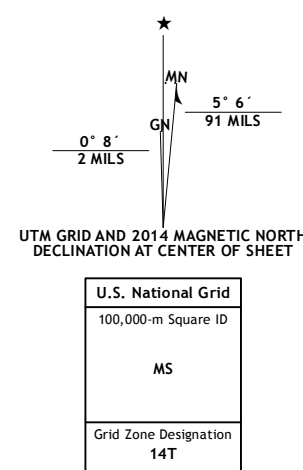 ★
MN
GN
5° 6´
91 MILS
0° 8´
2 MILS
UTM GRID AND 2014 MAGNETIC NORTH
DECLINATION AT CENTER OF SHEET
U.S. National Grid
100,000-m Square ID
MS
Grid Zone Designation
14T